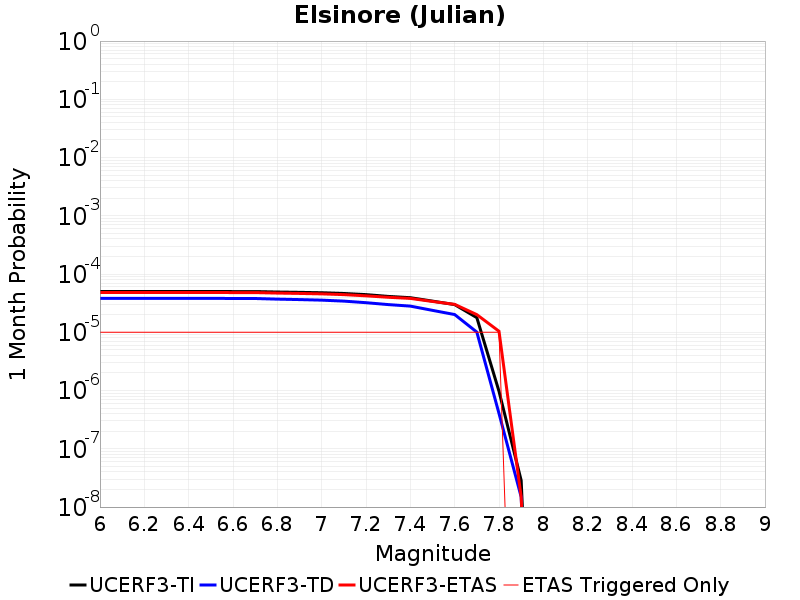 Elsinore (Julian)
1 Month Probability
10^0
10^-1
10^-2
10^-3
10^-4
10^-5
10^-6
10^-7
10^-8
6 6.2 6.4 6.6 6.8 7 7.2 7.4 7.6 7.8 8 8.2 8.4 8.6 8.8 9
Magnitude
UCERF3-TI UCERF3-TD UCERF3-ETAS ETAS Triggered Only